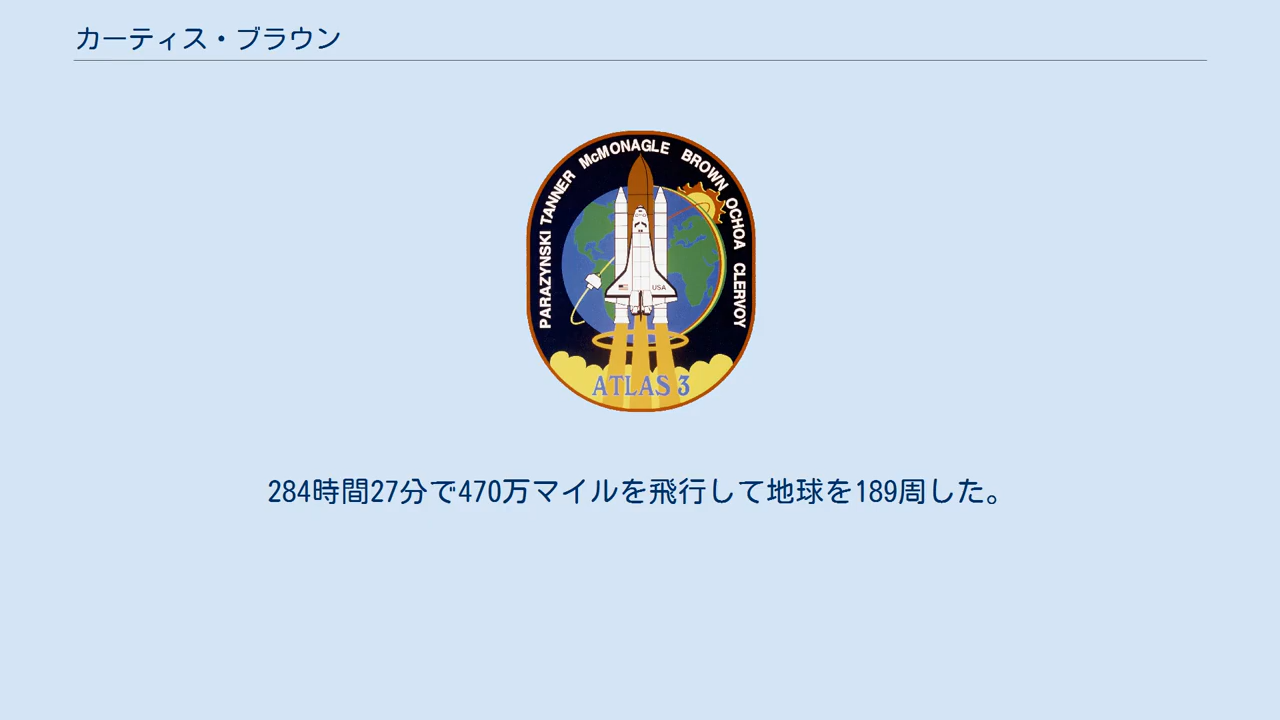 カーティス・ブラウン
PARAZYNSKI TANNER McMONAGLE BROWN OCHOA CLERVOY
USA
ATLAS 3
284時間27分で470万マイルを飛行して地球を189周した。